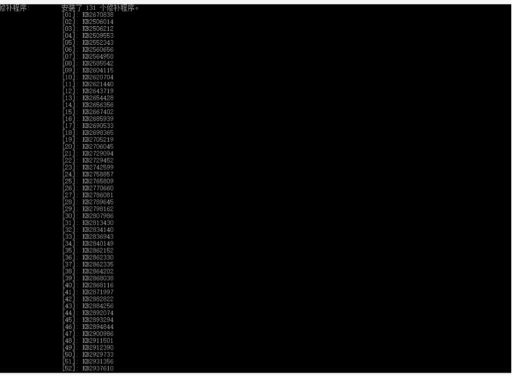 修补程序: 安装了 131 个修补程序。
[01]: KB2670838
[02]: KB2506014
[03]: KB2506212
[04]: KB2509553
[05]: KB2552343
[06]: KB2560656
[07]: KB2564958
[08]: KB2585542
[09]: KB2604115
[10]: KB2620704
[11]: KB2621440
[12]: KB2643719
[13]: KB2654428
[14]: KB2656356
[15]: KB2667402
[16]: KB2685939
[17]: KB2690533
[18]: KB2698365
[19]: KB2705219
[20]: KB2706045
[21]: KB2729094
[22]: KB2729452
[23]: KB2742599
[24]: KB2758857
[25]: KB2765809
[26]: KB2770660
[27]: KB2786081
[28]: KB2789645
[29]: KB2798162
[30]: KB2807986
[31]: KB2813430
[32]: KB2834140
[33]: KB2836943
[34]: KB2840149
[35]: KB2862152
[36]: KB2862330
[37]: KB2862335
[38]: KB2864202
[39]: KB2868038
[40]: KB2868116
[41]: KB2871997
[42]: KB2882822
[43]: KB2884256
[44]: KB2892074
[45]: KB2893294
[46]: KB2894844
[47]: KB2900986
[48]: KB2911501
[49]: KB2912390
[50]: KB2929733
[51]: KB2931356
[52]: KB2937610